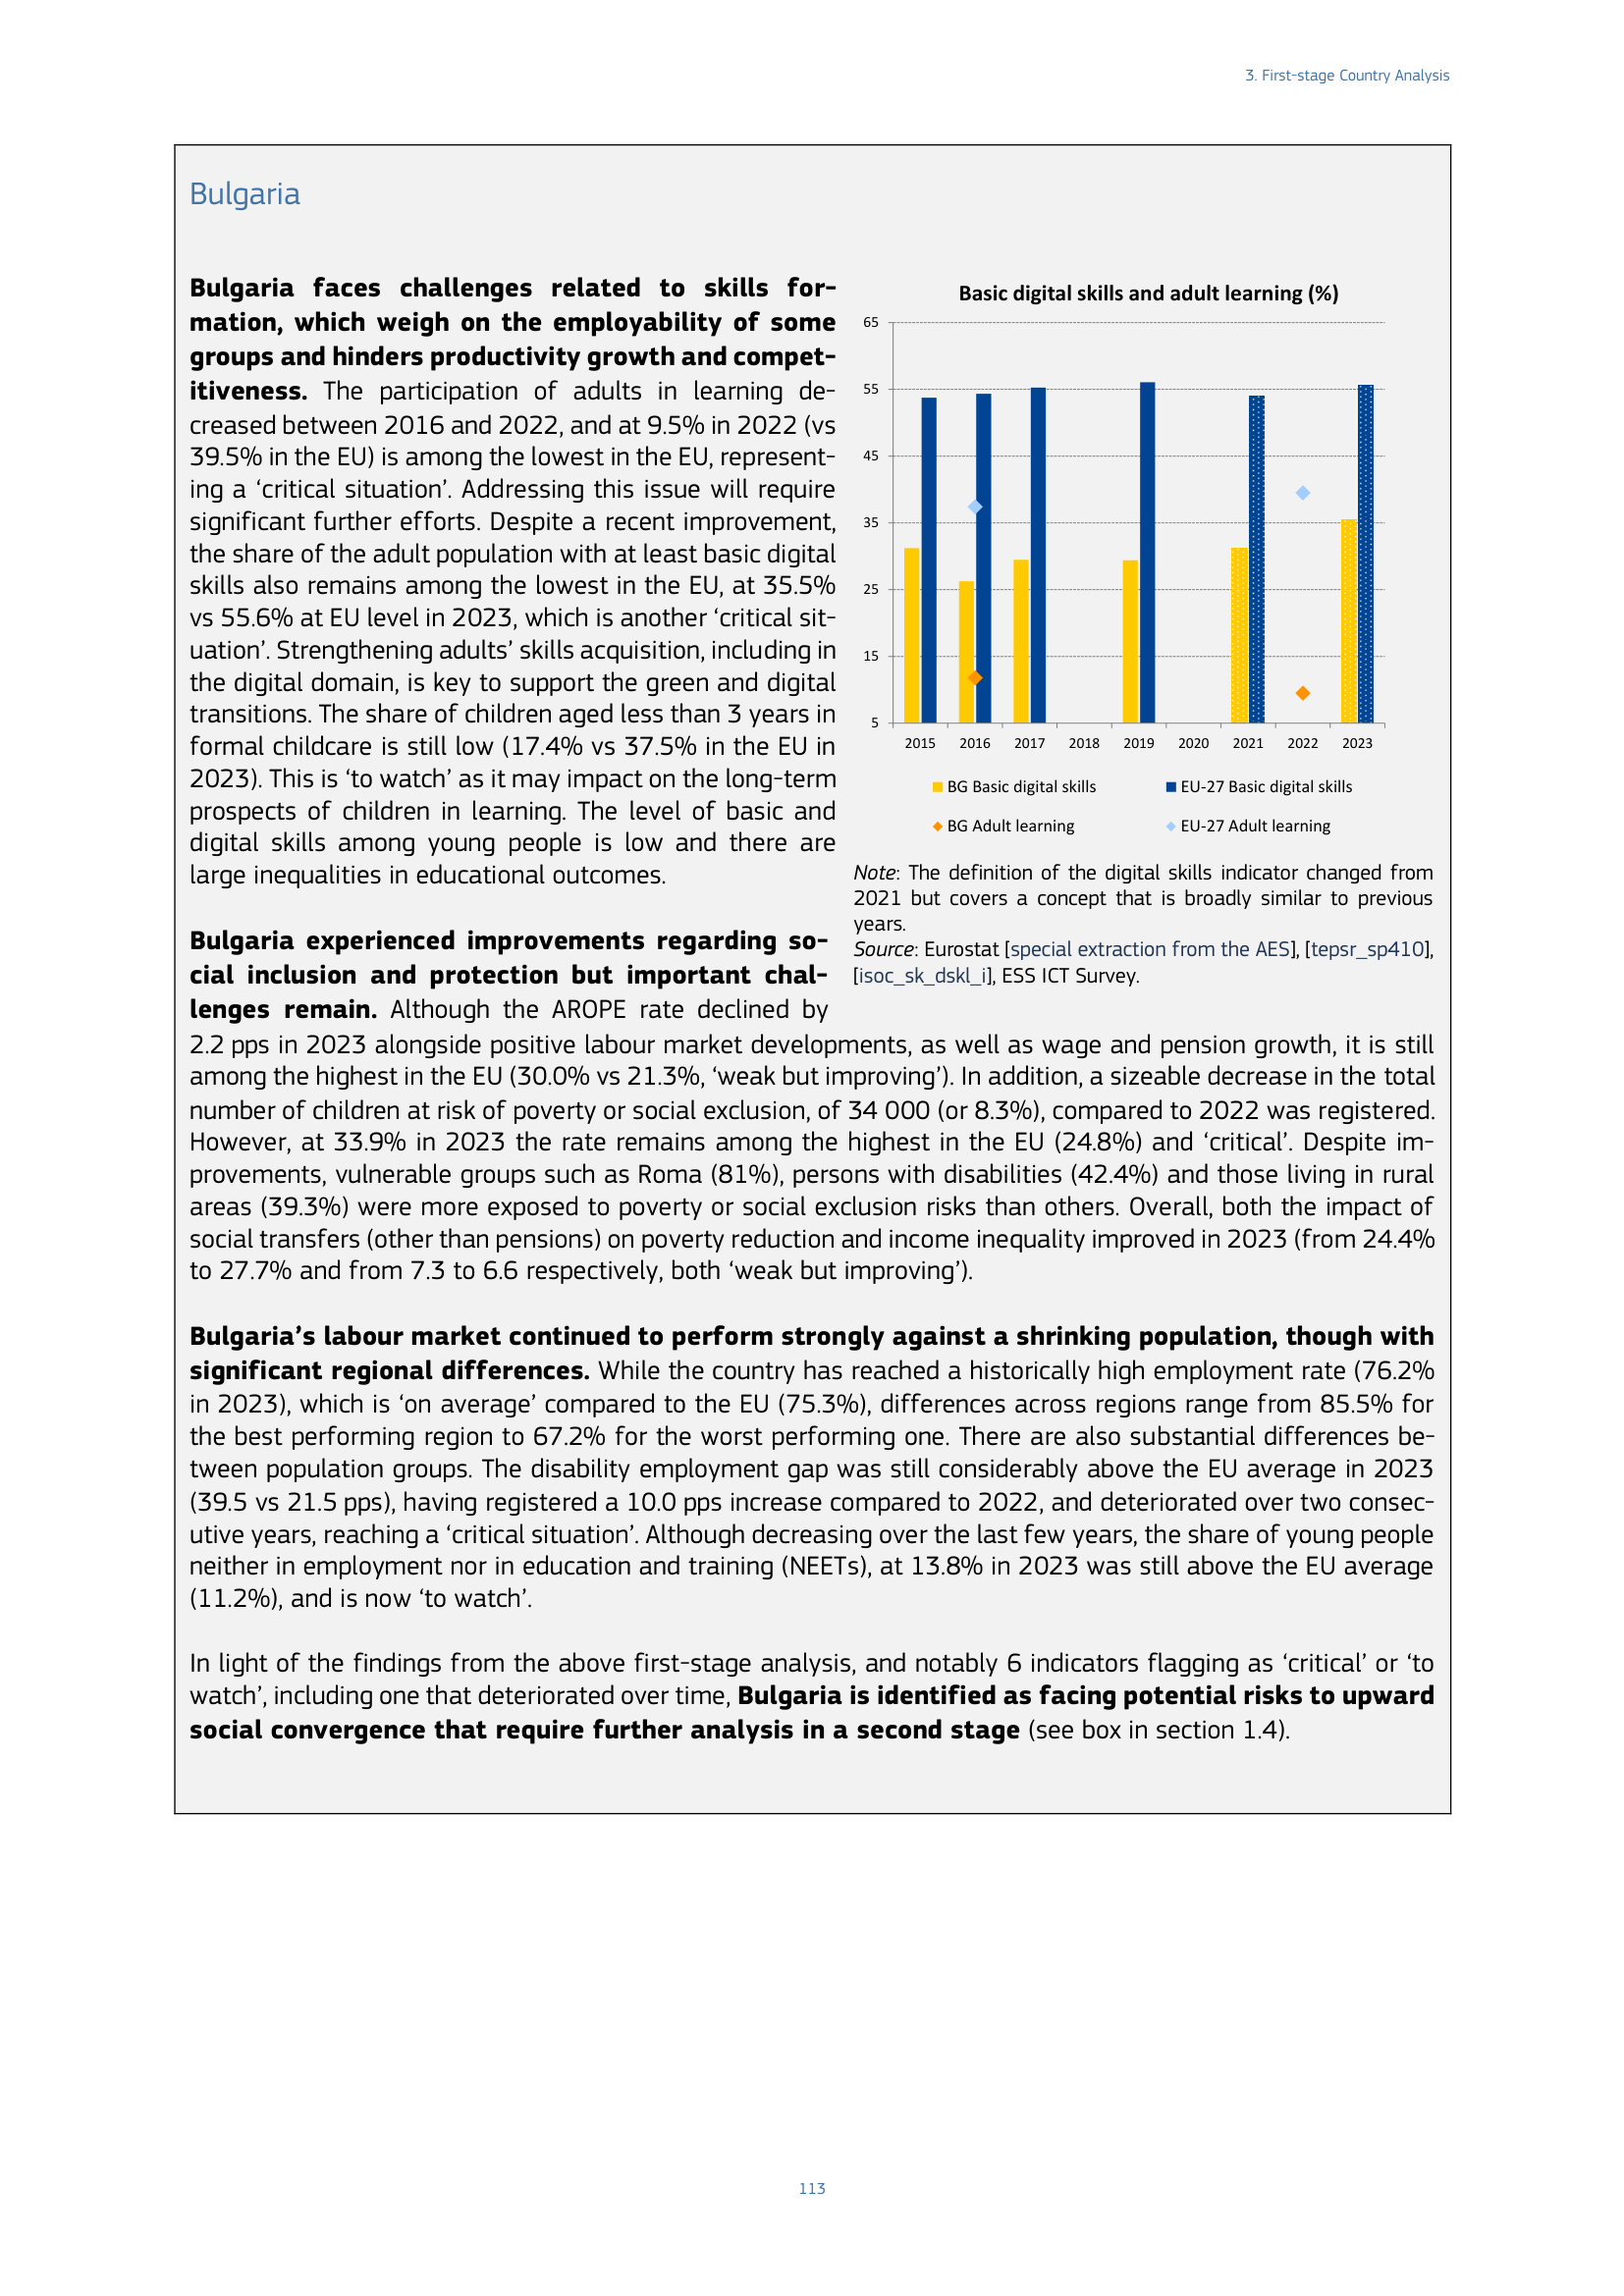 3. First-stage Country Analysis
Bulgaria
Bulgaria faces challenges related to skills for-
mation, which weigh on the employability of some
groups and hinders productivity growth and compet-
itiveness. The participation of adults in learning de-
creased between 2016 and 2022, and at 9.5% in 2022 (vs
39.5% in the EU) is among the lowest in the EU, represent-
ing a ‘critical situation’. Addressing this issue will require
significant further efforts. Despite a recent improvement,
the share of the adult population with at least basic digital
skills also remains among the lowest in the EU, at 35.5%
vs 55.6% at EU level in 2023, which is another ‘critical sit-
uation’. Strengthening adults’ skills acquisition, including in
the digital domain, is key to support the green and digital
transitions. The share of children aged less than 3 years in
formal childcare is still low (17.4% vs 37.5% in the EU in
2023). This is ‘to watch’ as it may impact on the long-term
prospects of children in learning. The level of basic and
digital skills among young people is low and there are
large inequalities in educational outcomes.
Basic digital skills and adult learning (%)
65
55
45
35
25
15
5
2015 2016 2017 2018 2019 2020 2021 2022 2023
BG Basic digital skills EU-27 Basic digital skills
BG Adult learning EU-27 Adult learning
Note: The definition of the digital skills indicator changed from
2021 but covers a concept that is broadly similar to previous
years.
Source: Eurostat [special extraction from the AES], [tepsr_sp410],
[isoc_sk_dskl_i], ESS ICT Survey.
Bulgaria experienced improvements regarding so-
cial inclusion and protection but important chal-
lenges remain. Although the AROPE rate declined by
2.2 pps in 2023 alongside positive labour market developments, as well as wage and pension growth, it is still
among the highest in the EU (30.0% vs 21.3%, ‘weak but improving’). In addition, a sizeable decrease in the total
number of children at risk of poverty or social exclusion, of 34 000 (or 8.3%), compared to 2022 was registered.
However, at 33.9% in 2023 the rate remains among the highest in the EU (24.8%) and ‘critical’. Despite im-
provements, vulnerable groups such as Roma (81%), persons with disabilities (42.4%) and those living in rural
areas (39.3%) were more exposed to poverty or social exclusion risks than others. Overall, both the impact of
social transfers (other than pensions) on poverty reduction and income inequality improved in 2023 (from 24.4%
to 27.7% and from 7.3 to 6.6 respectively, both ‘weak but improving’).
Bulgaria’s labour market continued to perform strongly against a shrinking population, though with
significant regional differences. While the country has reached a historically high employment rate (76.2%
in 2023), which is ‘on average’ compared to the EU (75.3%), differences across regions range from 85.5% for
the best performing region to 67.2% for the worst performing one. There are also substantial differences be-
tween population groups. The disability employment gap was still considerably above the EU average in 2023
(39.5 vs 21.5 pps), having registered a 10.0 pps increase compared to 2022, and deteriorated over two consec-
utive years, reaching a ‘critical situation’. Although decreasing over the last few years, the share of young people
neither in employment nor in education and training (NEETs), at 13.8% in 2023 was still above the EU average
(11.2%), and is now ‘to watch’.
In light of the findings from the above first-stage analysis, and notably 6 indicators flagging as ‘critical’ or ‘to
watch’, including one that deteriorated over time, Bulgaria is identified as facing potential risks to upward
social convergence that require further analysis in a second stage (see box in section 1.4).
113